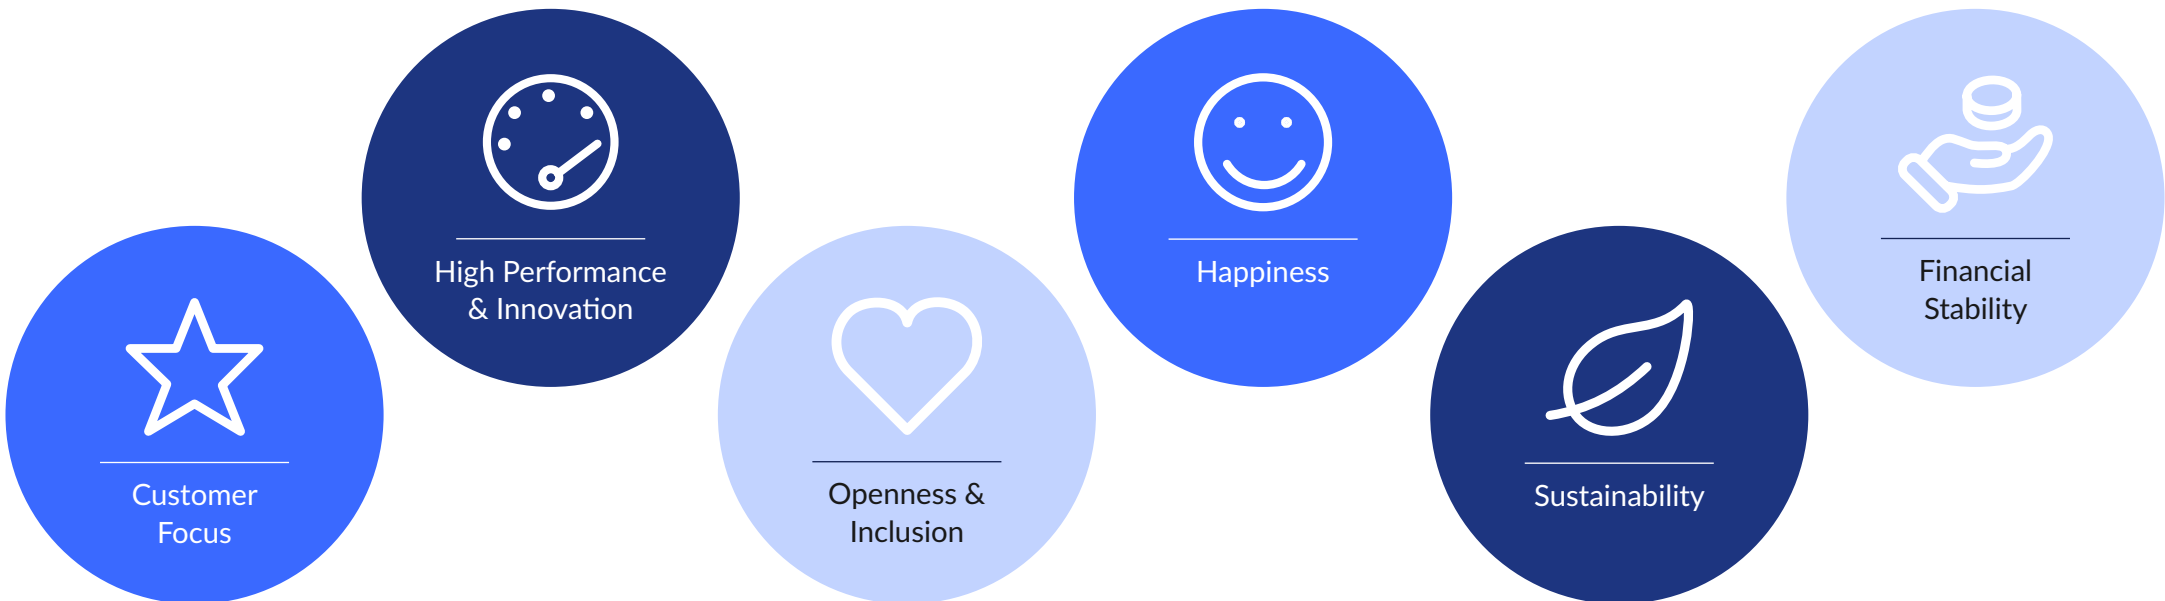 Customer
Focus
High Performance
& Innovation
Openness &
Inclusion
Happiness
Sustainability
Financial
Stability